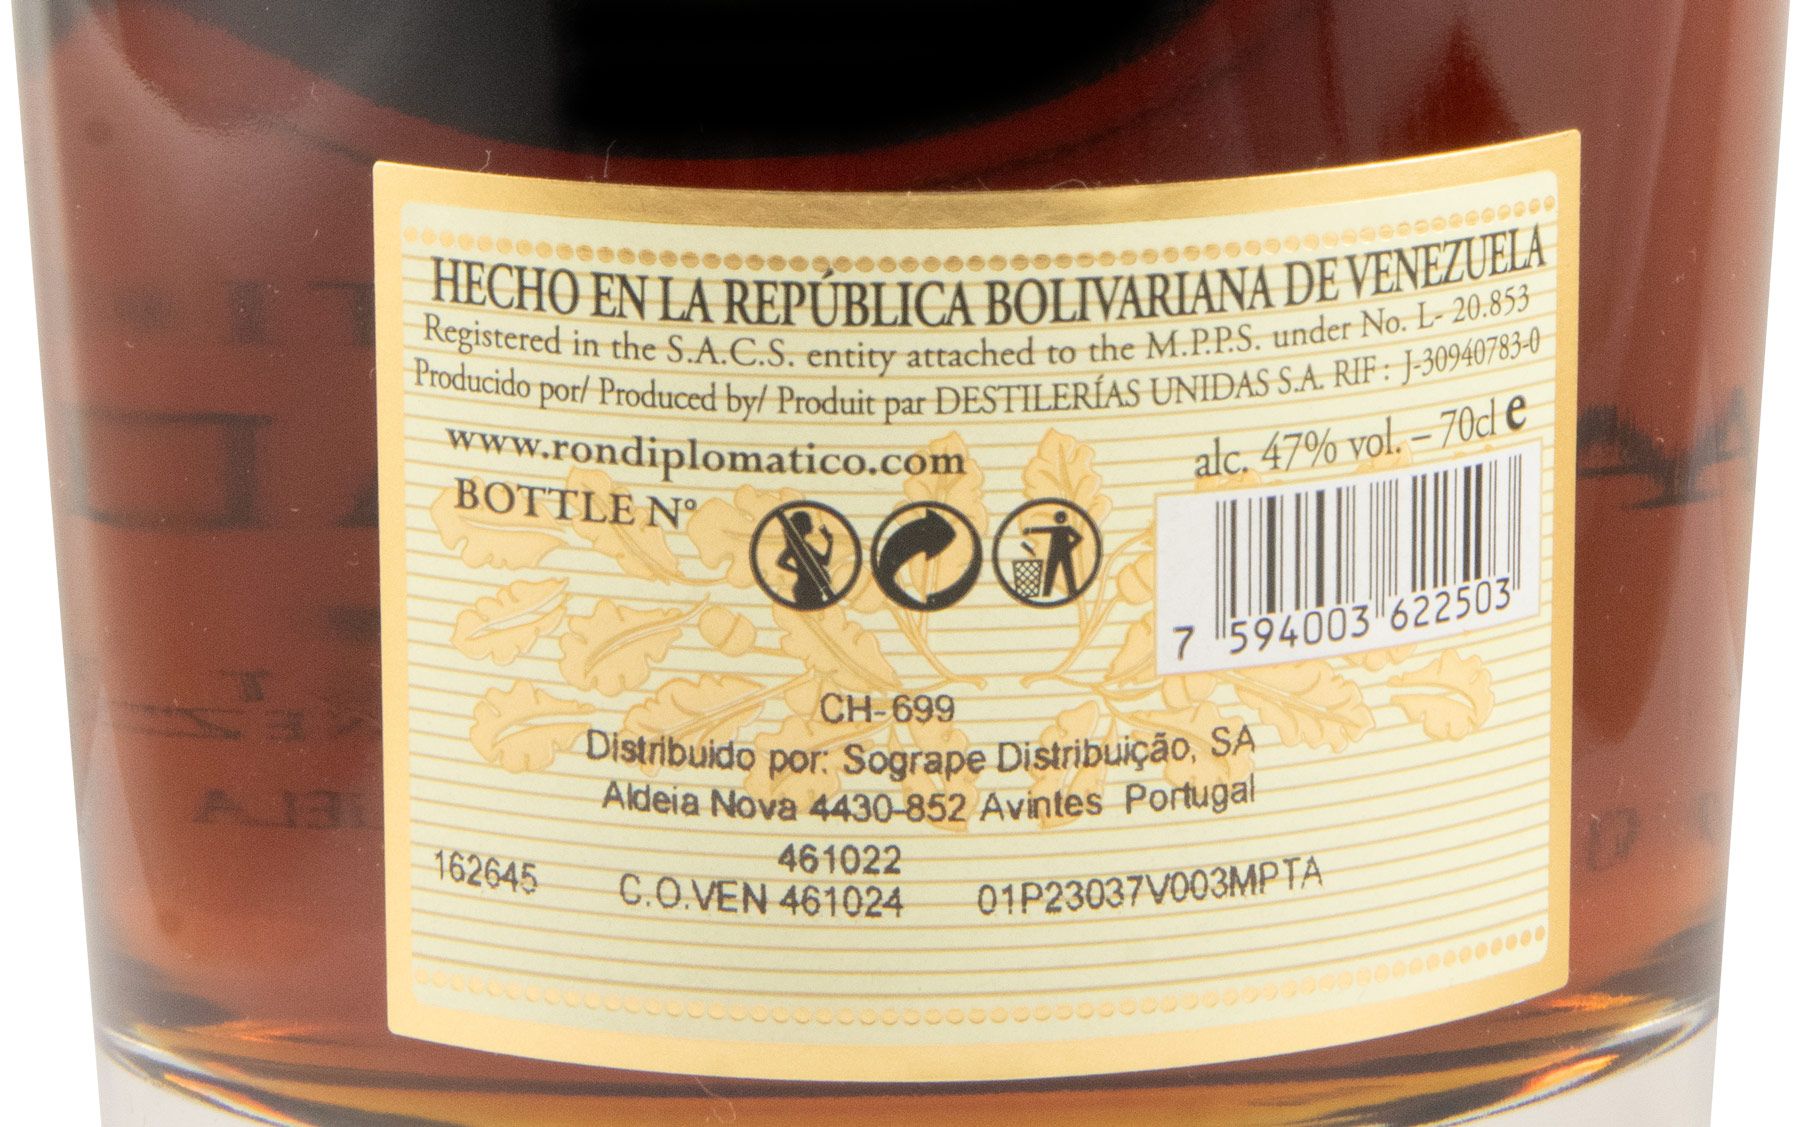 HECHO EN LA REPÚBLICA BOLIVARIANA DE VENEZUELA
Registered in the S.A.C.S. entity attached to the M.P.P.S. under No. L- 20.853
Producido por/ Produced by/ Produit par DESTILERÍAS UNIDAS S.A. RIF: J-30940783-0
www.rondiplomatico.com
alc. 47% vol. – 70cl e
BOTTLE Nº
7 594003 622503
CH-699
Distribuido por: Sogrape Distribuição, SA
Aldeia Nova 4430-852 Avintes Portugal
461022
162645 C.O.VEN 461024 01P23037V003MPTA